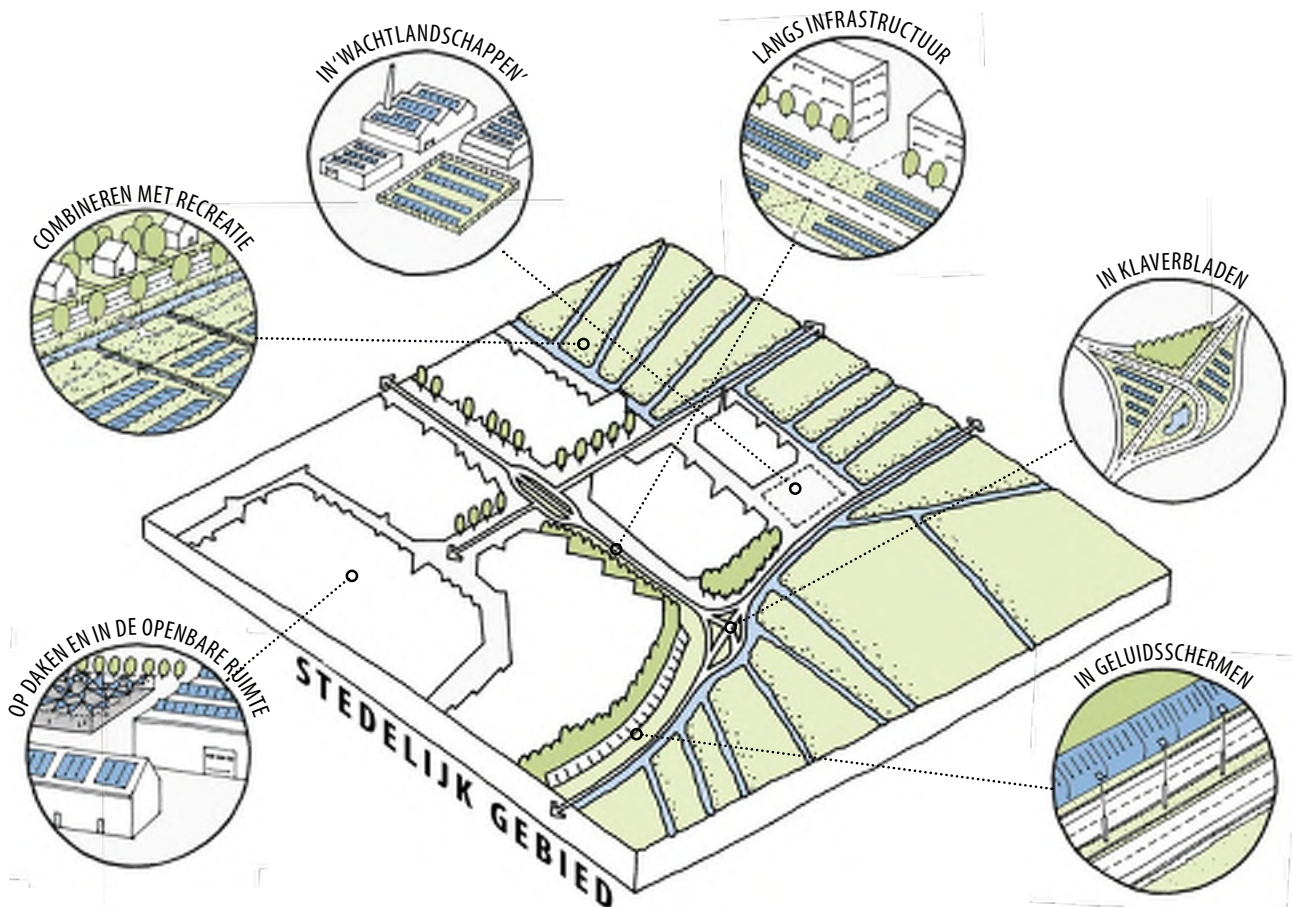 IN ‘WACHTLANDSCHAPPEN’
LANGS INFRASTRUCTUUR
COMBINEREN MET RECREATIE
IN KLAVERBLADEN
OP DAKEN EN IN DE OPENBARE RUIMTE
IN GELUIDSSCHERMEN
STEDELIJK GEBIED